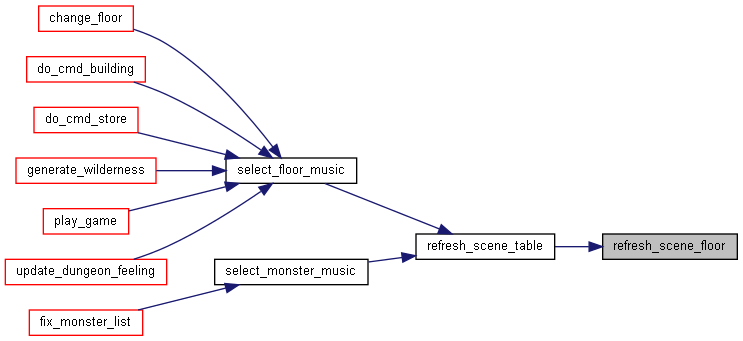 change_floor
do_cmd_building
do_cmd_store
generate_wilderness
select_floor_music
play_game
refresh_scene_table
refresh_scene_floor
update_dungeon_feeling
select_monster_music
fix_monster_list